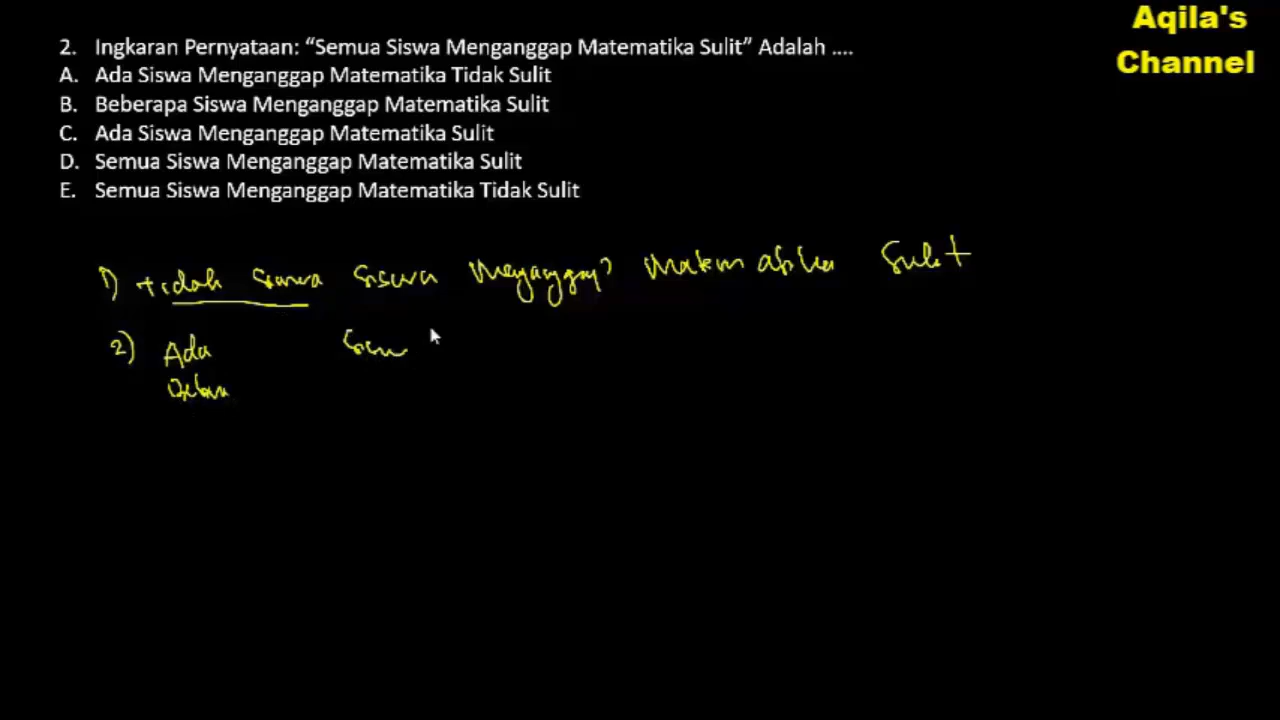 Aqila's
Channel
2. Ingkaran Pernyataan: “Semua Siswa Menganggap Matematika Sulit” Adalah ....
A. Ada Siswa Menganggap Matematika Tidak Sulit
B. Beberapa Siswa Menganggap Matematika Sulit
C. Ada Siswa Menganggap Matematika Sulit
D. Semua Siswa Menganggap Matematika Sulit
E. Semua Siswa Menganggap Matematika Tidak Sulit
1) tidak semua siswa Menganggap Matematika Sulit
2) Ada